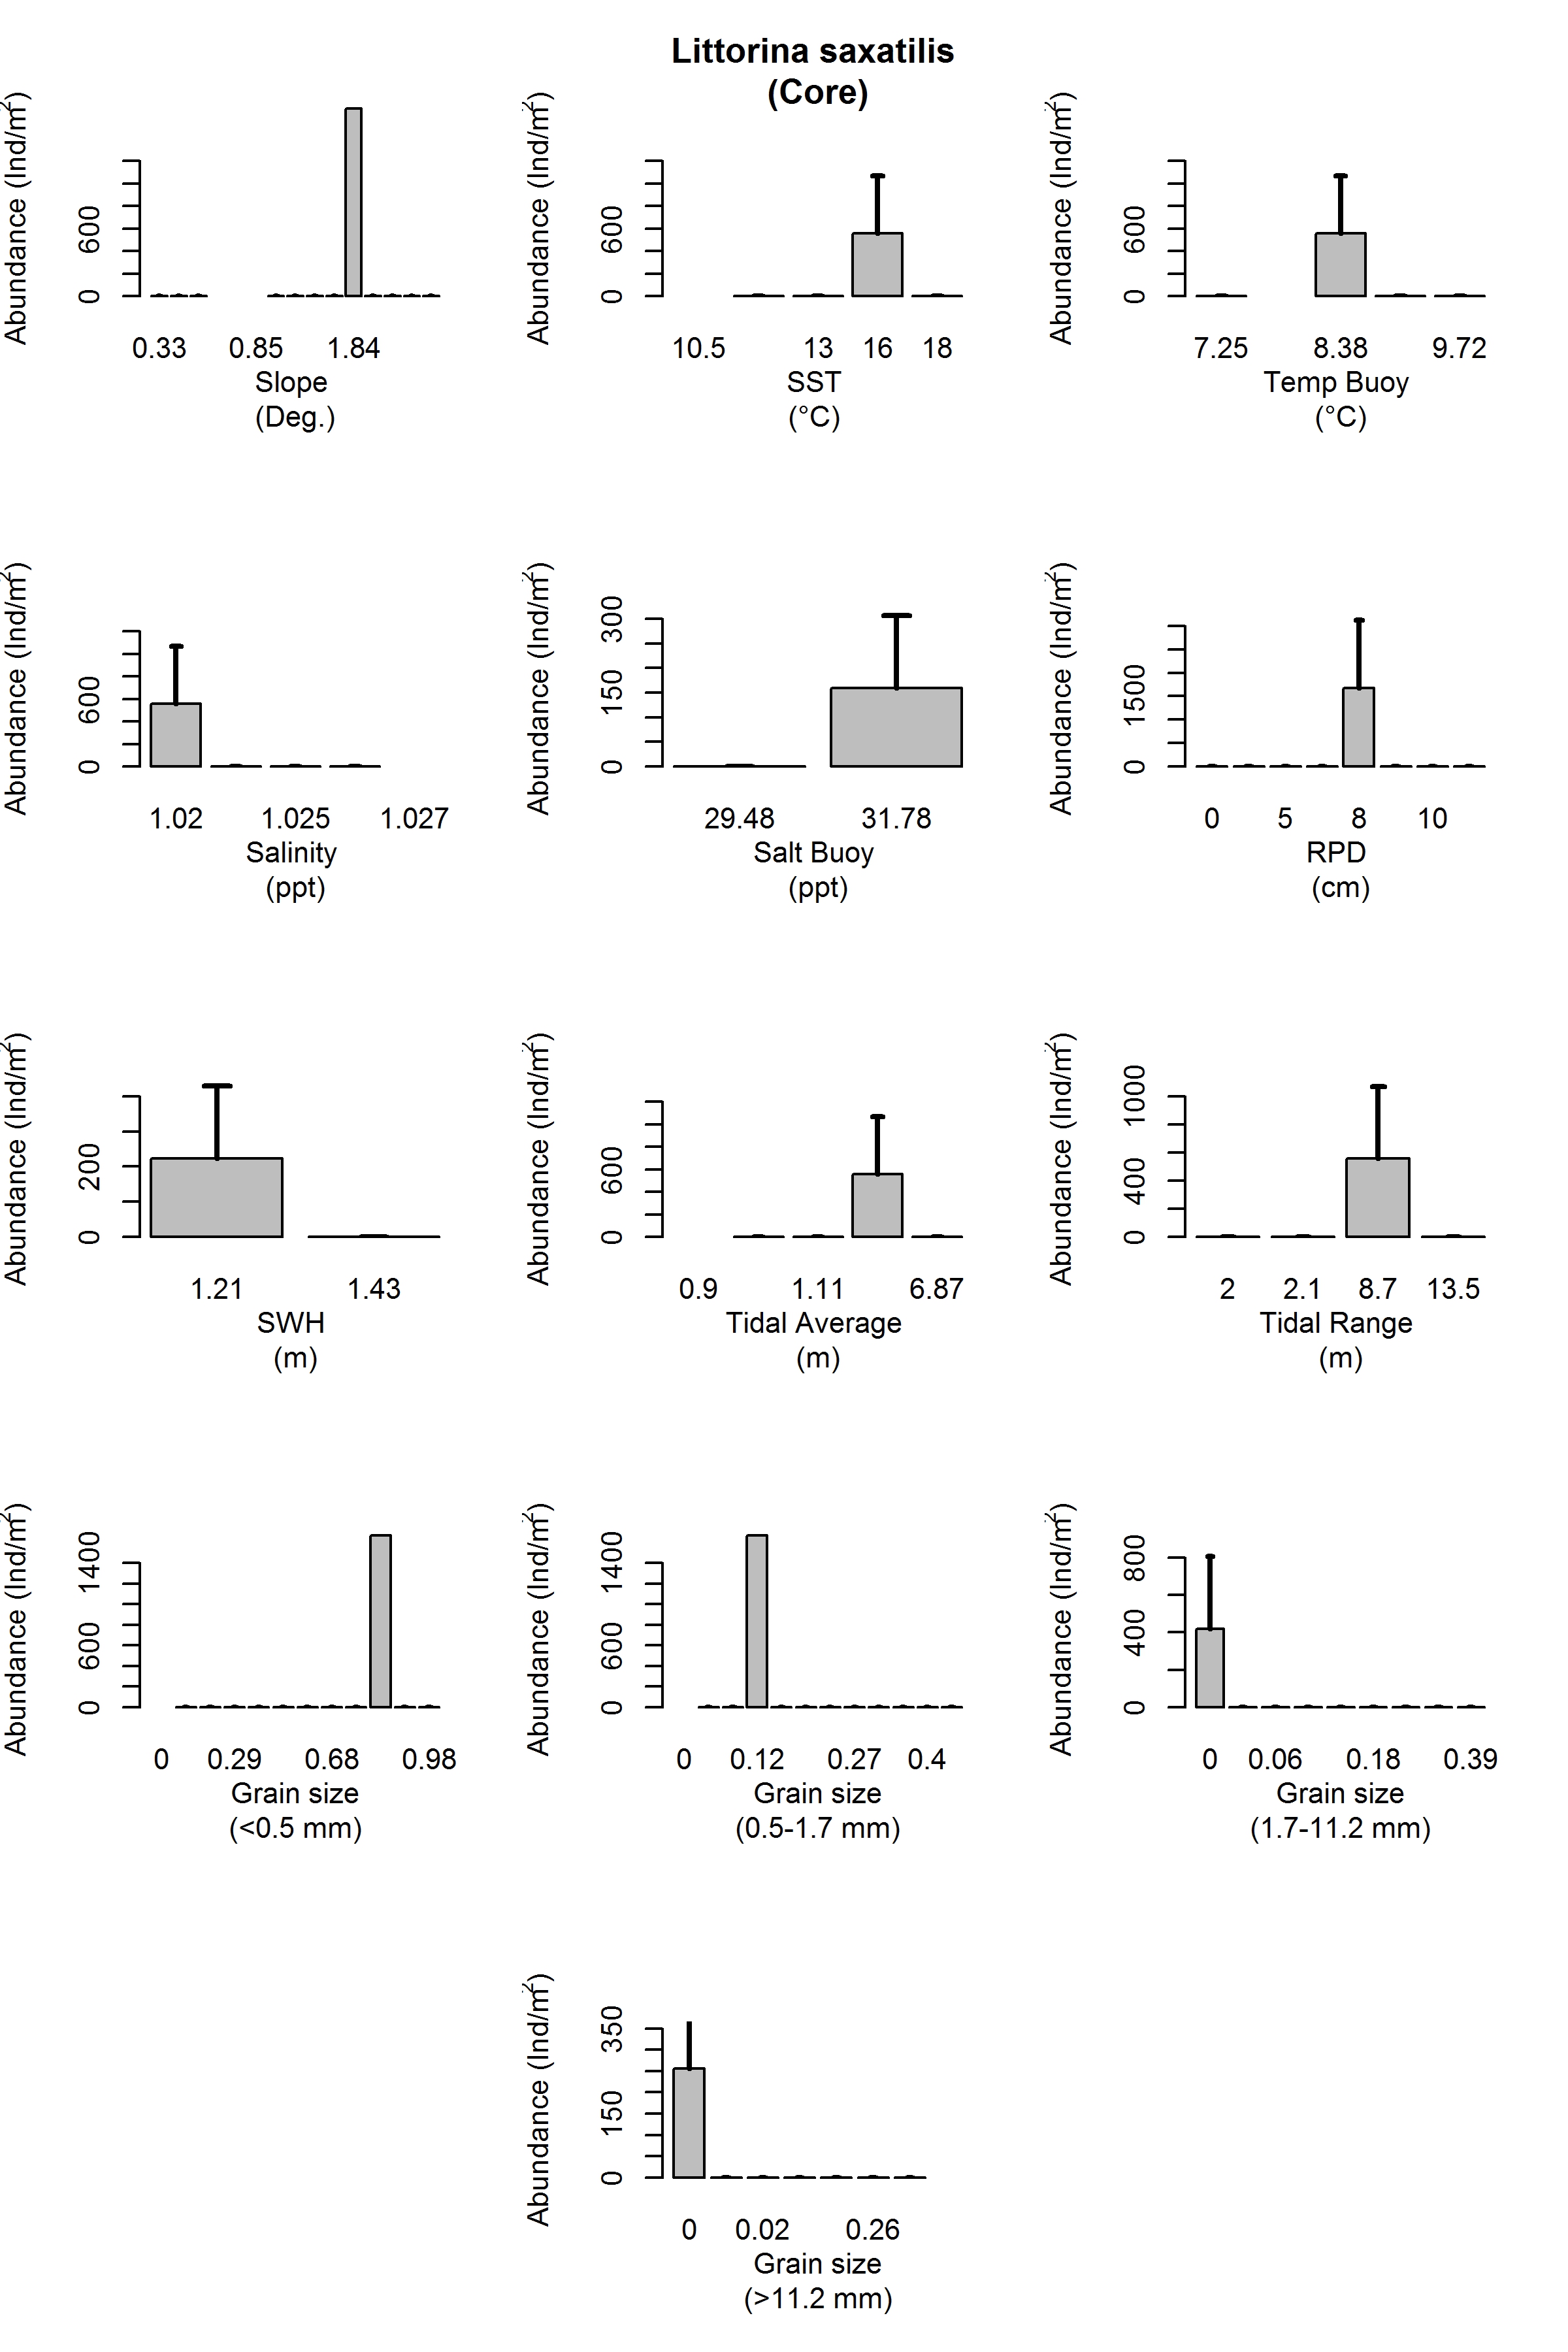 Littorina saxatilis
(Core)
Abundance (Ind/m²)
0 600
0.33 0.85 1.84
Slope
(Deg.)
Abundance (Ind/m²)
0 600
10.5 13 16 18
SST
(°C)
Abundance (Ind/m²)
0 600
7.25 8.38 9.72
Temp Buoy
(°C)
Abundance (Ind/m²)
0 600
1.02 1.025 1.027
Salinity
(ppt)
Abundance (Ind/m²)
0 150 300
29.48 31.78
Salt Buoy
(ppt)
Abundance (Ind/m²)
0 1500
0 5 8 10
RPD
(cm)
Abundance (Ind/m²)
0 200
1.21 1.43
SWH
(m)
Abundance (Ind/m²)
0 600
0.9 1.11 6.87
Tidal Average
(m)
Abundance (Ind/m²)
0 400 1000
2 2.1 8.7 13.5
Tidal Range
(m)
Abundance (Ind/m²)
0 600 1400
0 0.29 0.68 0.98
Grain size
(<0.5 mm)
Abundance (Ind/m²)
0 600 1400
0 0.12 0.27 0.4
Grain size
(0.5-1.7 mm)
Abundance (Ind/m²)
0 400 800
0 0.06 0.18 0.39
Grain size
(1.7-11.2 mm)
Abundance (Ind/m²)
0 150 350
0 0.02 0.26
Grain size
(>11.2 mm)